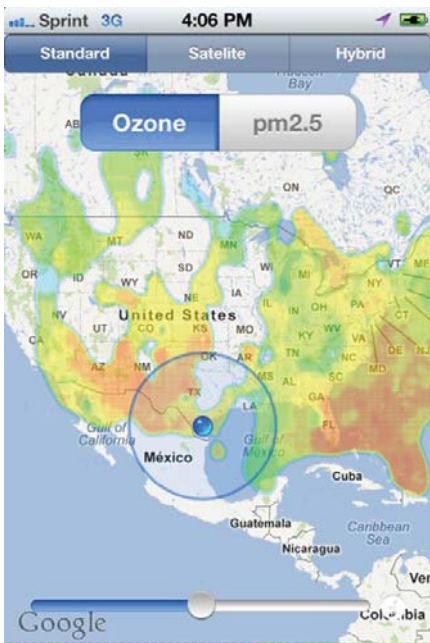 Sprint 3G 4:06 PM
Standard Satelite Hybrid
Canada Hudson
Bay
Ozone pm2.5
AB
SK
ON QC
WA MT ND MN
OR ID SD WI MI VT ME
WY NY
NE IA IL IN OH PA CT
NV UT CO KS MO KY WV VA DE NJ
United States
CA AZ NM OK AR TN NC MD
MS AL SC
TX LA GA
FL
Gulf of
California
Gulf of
Mexico
México
Cuba
Guatemala
Caribbean
Sea
Nicaragua
Google